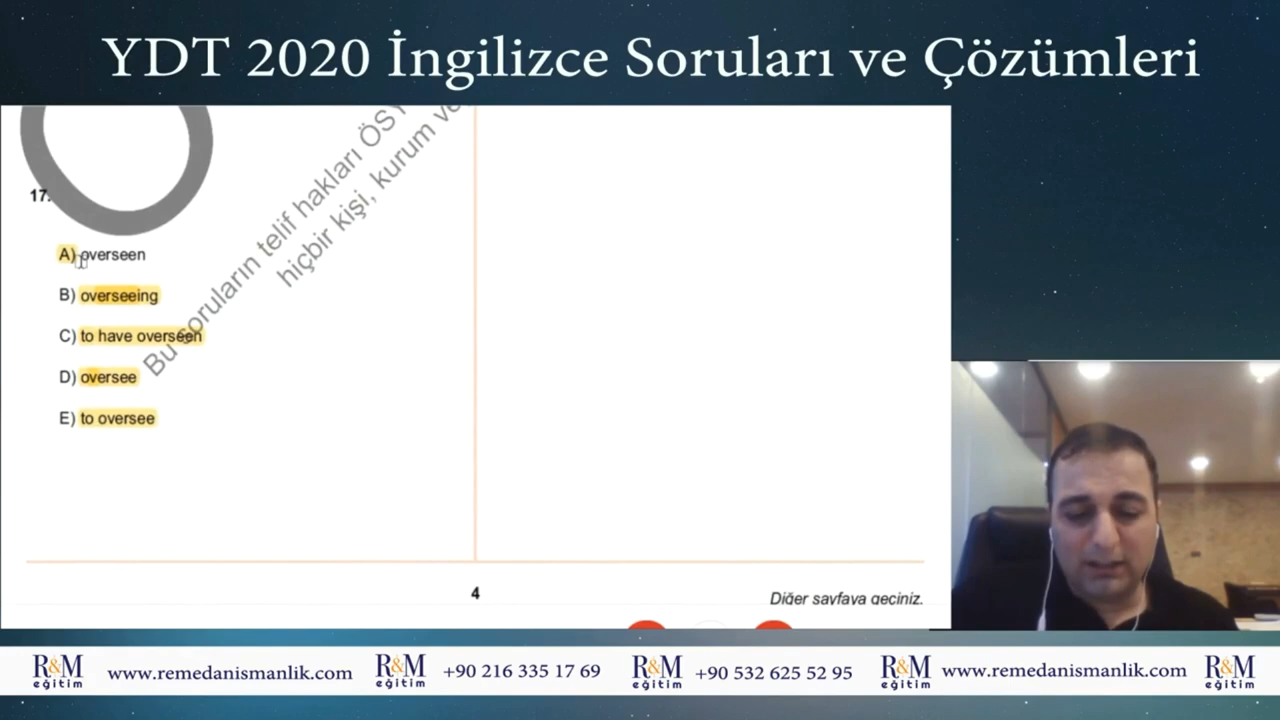 YDT 2020 İngilizce Soruları ve Çözümleri
Bu soruların telif hakları ÖSY
hiçbir kişi, kurum ve
17.
A) overseen
B) overseeing
C) to have overseen
D) oversee
E) to oversee
4
Diğer sayfaya geçiniz.
R&M eğitim www.remedanismanlik.com R&M eğitim +90 216 335 17 69 R&M eğitim +90 532 625 52 95 R&M eğitim www.remedanismanlik.com R&M eğitim